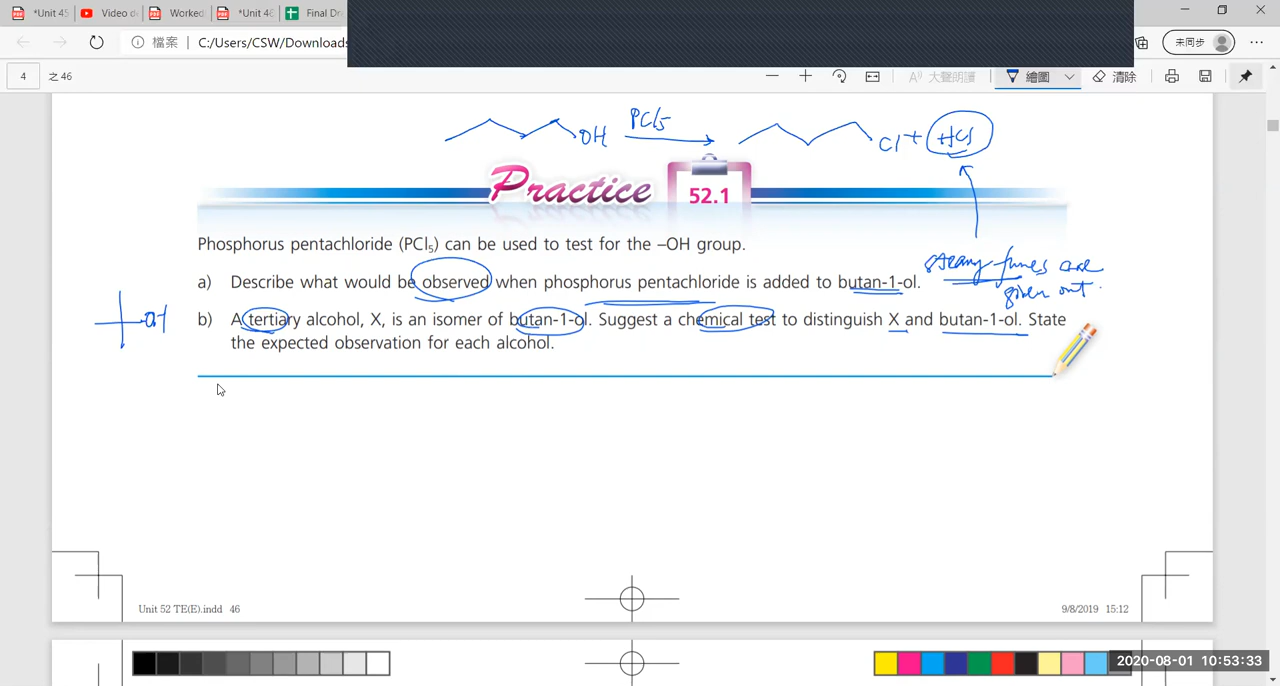 *Unit 45
Video d
Worked
*Unit 46
Final Dr
檔案
C:/Users/CSW/Downloads
未同步
4
之 46
大聲朗讀
繪圖
清除
OH PCl5 Cl + HCl
Practice 52.1
Phosphorus pentachloride (PCl₅) can be used to test for the –OH group.
steamy fumes are
a) Describe what would be observed when phosphorus pentachloride is added to butan-1-ol.
given out.
OH
b) A tertiary alcohol, X, is an isomer of butan-1-ol. Suggest a chemical test to distinguish X and butan-1-ol. State
the expected observation for each alcohol.
Unit 52 TE(E).indd 46
9/8/2019 15:12
2020-08-01 10:53:33